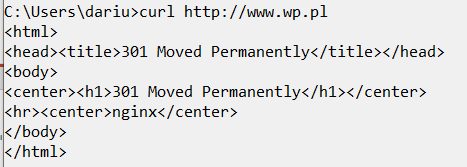 C:\Users\dariu>curl http://www.wp.pl
<html>
<head><title>301 Moved Permanently</title></head>
<body>
<center><h1>301 Moved Permanently</h1></center>
<hr><center>nginx</center>
</body>
</html>